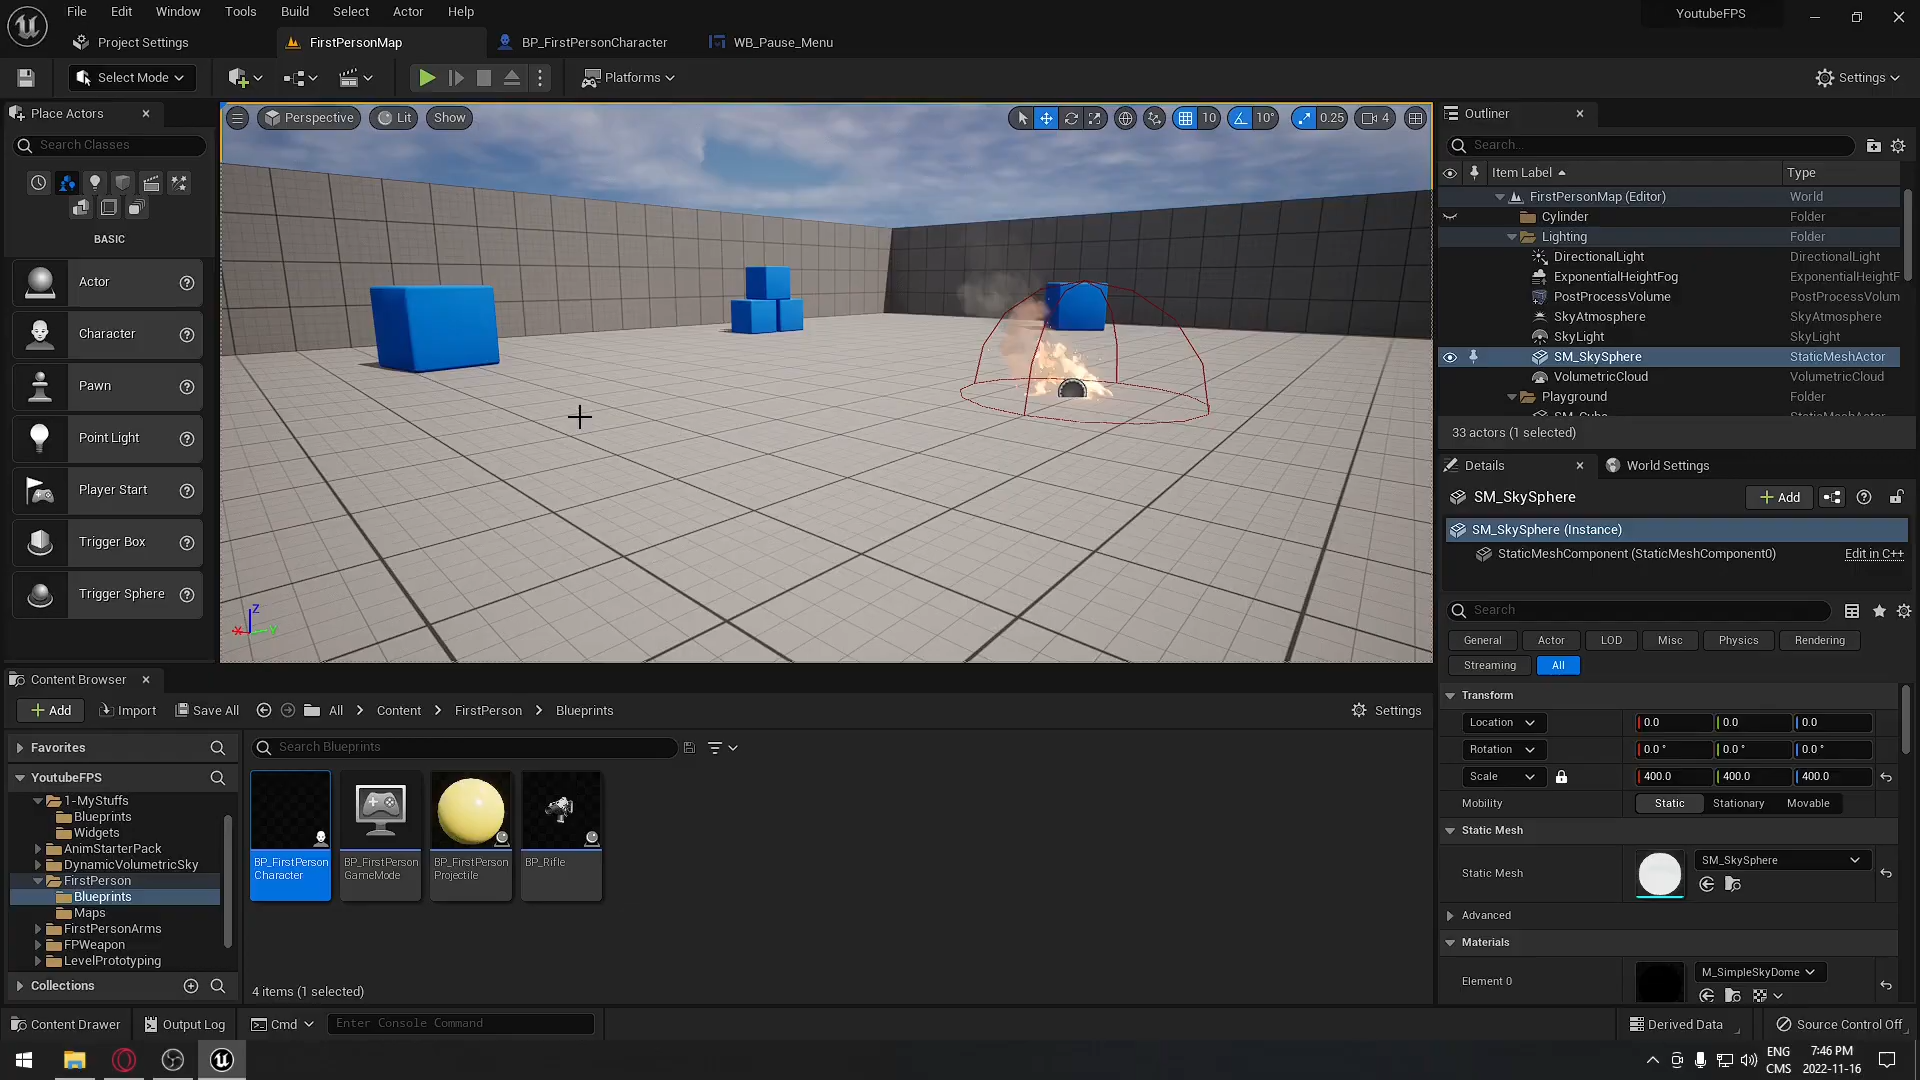 File Edit Window Tools Build Select Actor Help
YoutubeFPS
Project Settings
FirstPersonMap
BP_FirstPersonCharacter
WB_Pause_Menu
Select Mode
Platforms
Settings
Place Actors
Search Classes
BASIC
Actor
Character
Pawn
Point Light
Player Start
Trigger Box
Trigger Sphere
Perspective
Lit
Show
10
10°
0.25
4
Z
X
Y
Outliner
Search...
Item Label
Type
FirstPersonMap (Editor) World
Cylinder Folder
Lighting Folder
DirectionalLight DirectionalLight
ExponentialHeightFog ExponentialHeightF
PostProcessVolume PostProcessVolum
SkyAtmosphere SkyAtmosphere
SkyLight SkyLight
SM_SkySphere StaticMeshActor
VolumetricCloud VolumetricCloud
Playground Folder
33 actors (1 selected)
Details
World Settings
SM_SkySphere
Add
SM_SkySphere (Instance)
StaticMeshComponent (StaticMeshComponent0) Edit in C++
Search
General Actor LOD Misc Physics Rendering
Streaming All
Transform
Location 0.0 0.0 0.0
Rotation 0.0 ° 0.0 ° 0.0 °
Scale 400.0 400.0 400.0
Mobility Static Stationary Movable
Static Mesh
Static Mesh SM_SkySphere
Advanced
Materials
Element 0 M_SimpleSkyDome
Content Browser
Add Import Save All All Content FirstPerson Blueprints
Settings
Favorites
YoutubeFPS
1-MyStuffs
Blueprints
Widgets
AnimStarterPack
DynamicVolumetricSky
FirstPerson
Blueprints
Maps
FirstPersonArms
FPWeapon
LevelPrototyping
Collections
Search Blueprints
BP_FirstPerson
Character
BP_FirstPerson
GameMode
BP_FirstPerson
Projectile
BP_Rifle
4 items (1 selected)
Content Drawer Output Log Cmd Enter Console Command
Derived Data Source Control Off
ENG
CMS
7:46 PM
2022-11-16